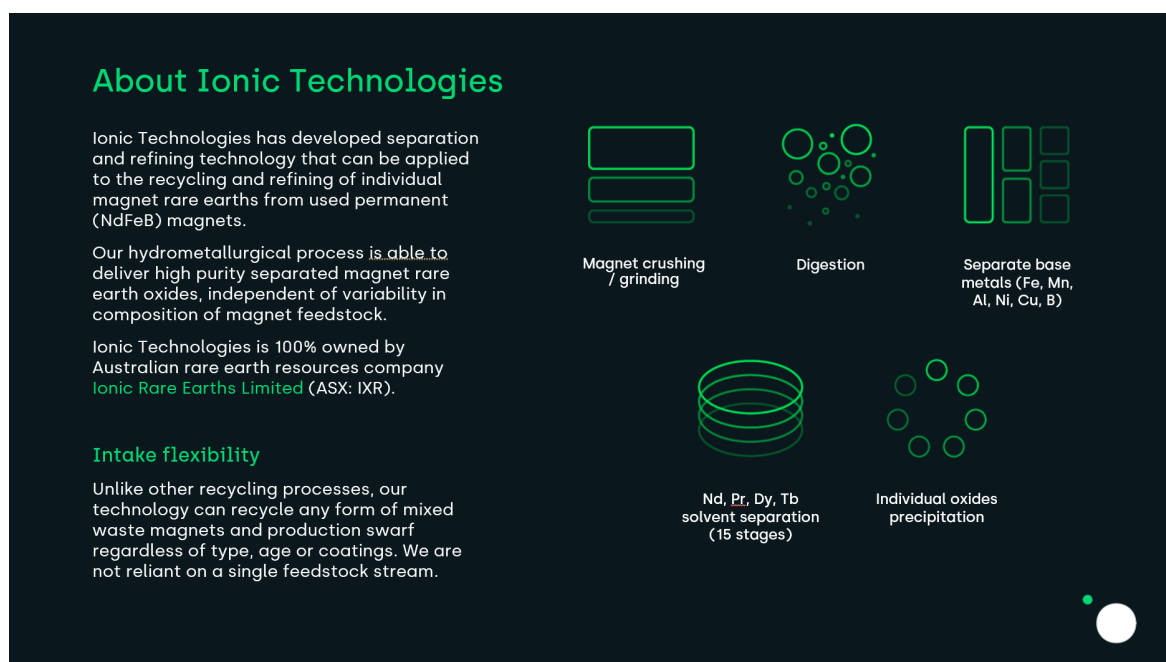 About Ionic Technologies
Ionic Technologies has developed separation
and refining technology that can be applied
to the recycling and refining of individual
magnet rare earths from used permanent
(NdFeB) magnets.
Our hydrometallurgical process is able to
deliver high purity separated magnet rare
earth oxides, independent of variability in
composition of magnet feedstock.
Ionic Technologies is 100% owned by
Australian rare earth resources company
Ionic Rare Earths Limited (ASX: IXR).
Intake flexibility
Unlike other recycling processes, our
technology can recycle any form of mixed
waste magnets and production swarf
regardless of type, age or coatings. We are
not reliant on a single feedstock stream.
Magnet crushing
/ grinding
Digestion
Separate base
metals (Fe, Mn,
Al, Ni, Cu, B)
Nd, Pr, Dy, Tb
solvent separation
(15 stages)
Individual oxides
precipitation